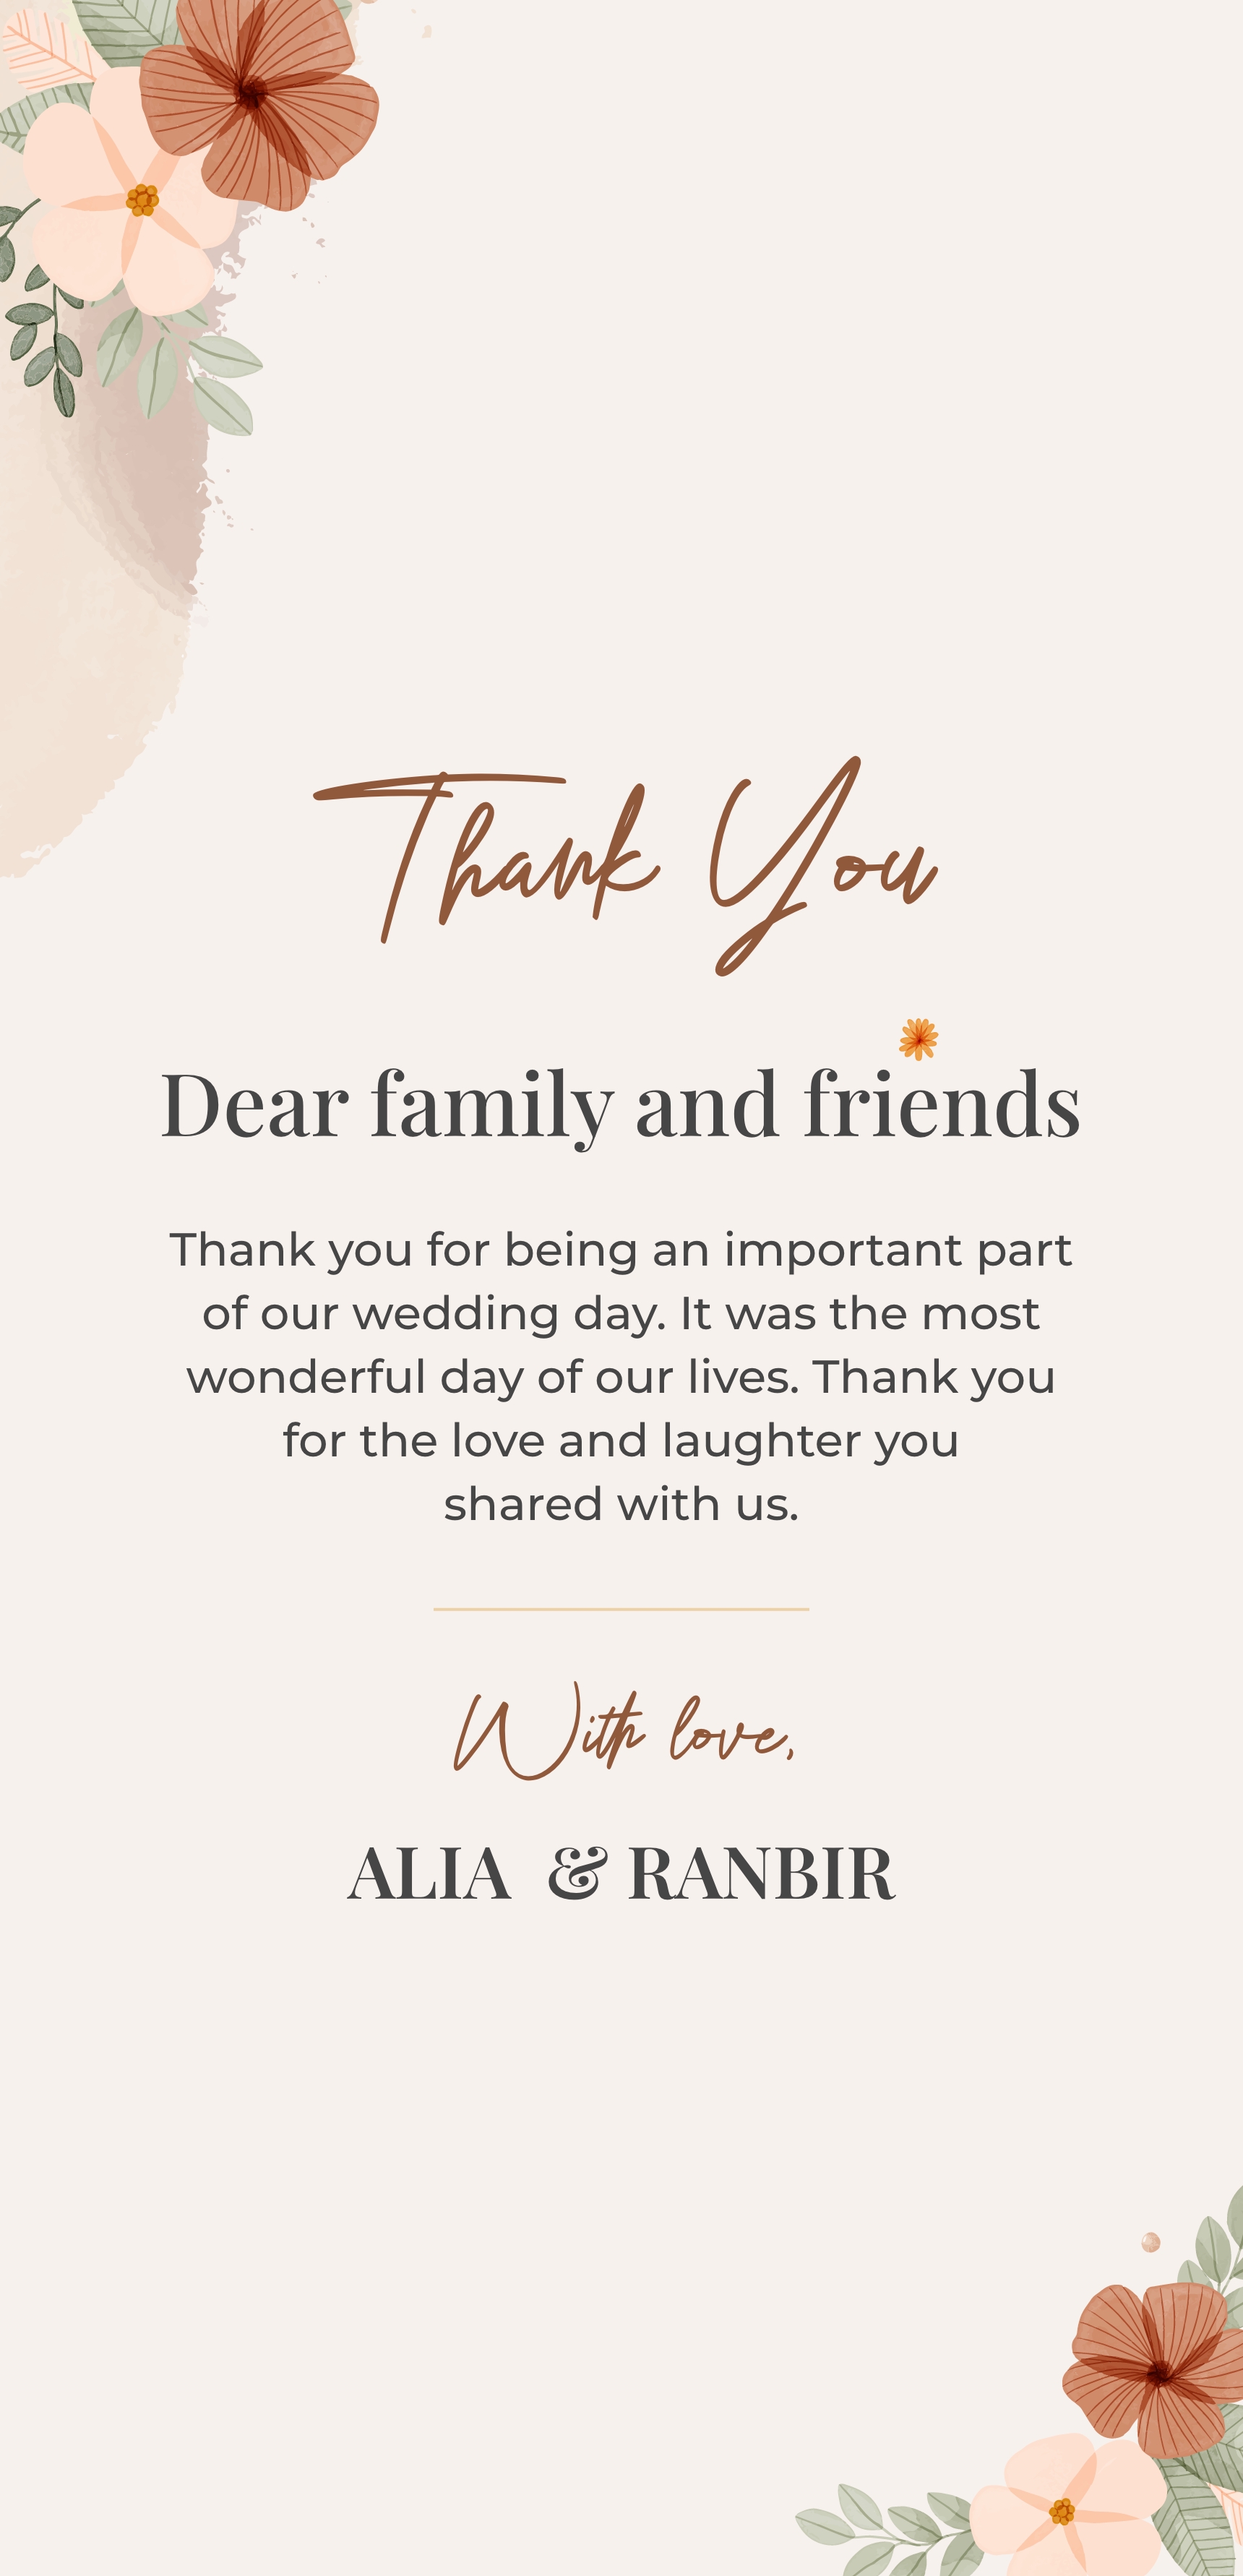 Thank You
Dear family and friends
Thank you for being an important part
of our wedding day. It was the most
wonderful day of our lives. Thank you
for the love and laughter you
shared with us.
With love,
ALIA & RANBIR